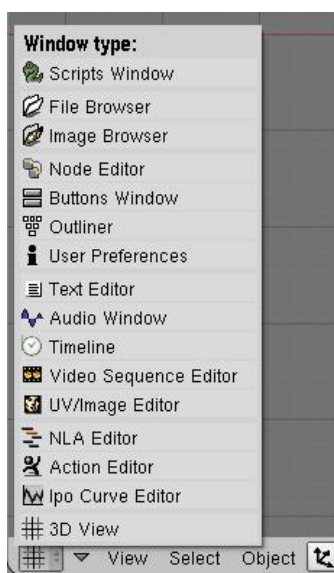 Window type:
Scripts Window
File Browser
Image Browser
Node Editor
Buttons Window
Outliner
User Preferences
Text Editor
Audio Window
Timeline
Video Sequence Editor
UV/Image Editor
NLA Editor
Action Editor
Ipo Curve Editor
3D View
View Select Object